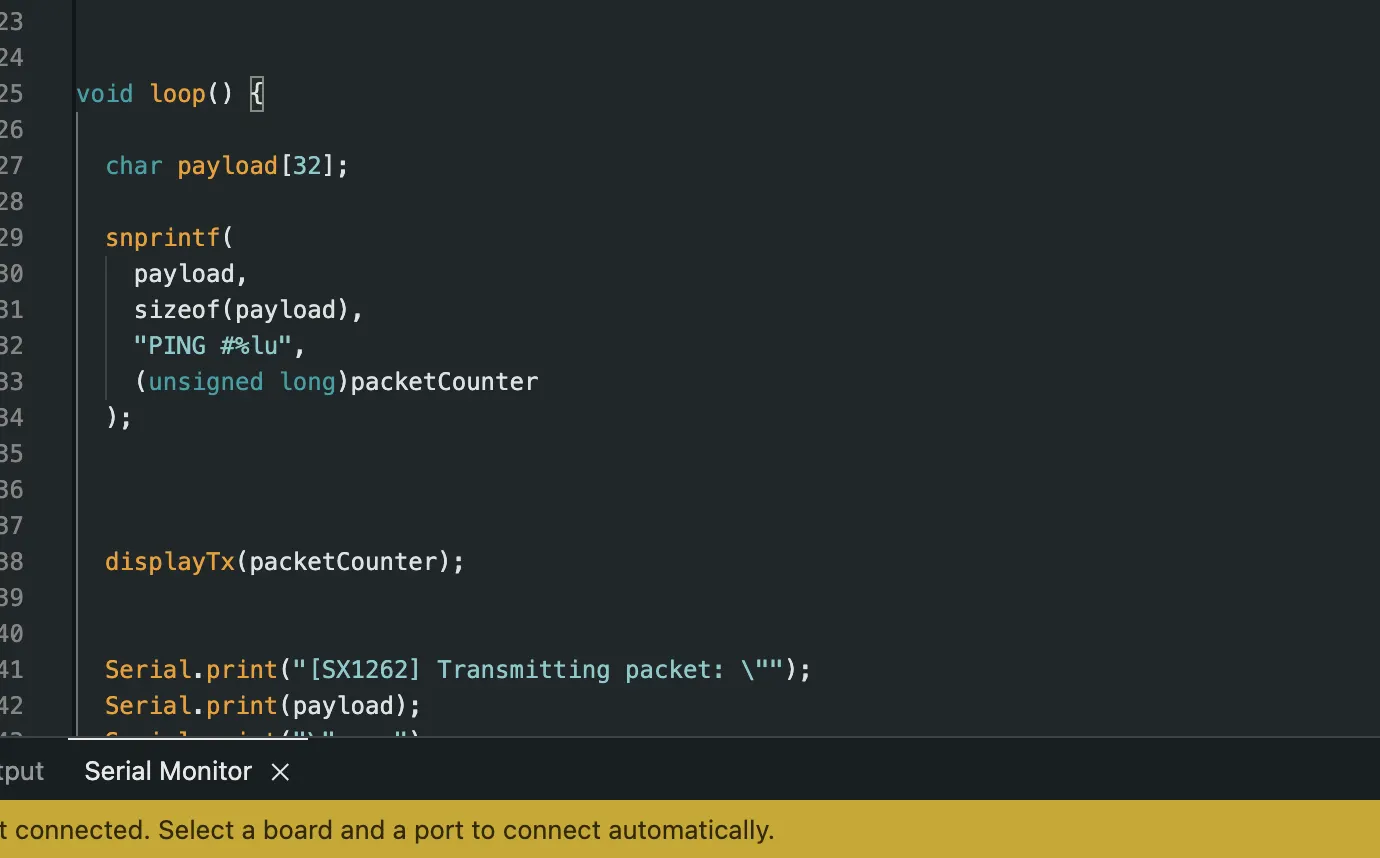 23
24
25 void loop() {
26
27 char payload[32];
28
29 snprintf(
30 payload,
31 sizeof(payload),
32 "PING #%lu",
33 (unsigned long)packetCounter
34 );
35
36
37
38 displayTx(packetCounter);
39
40
41 Serial.print("[SX1262] Transmitting packet: \"");
42 Serial.print(payload);
tput Serial Monitor
t connected. Select a board and a port to connect automatically.